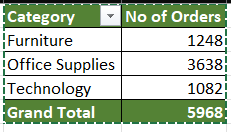 Category No of Orders
Furniture 1248
Office Supplies 3638
Technology 1082
Grand Total 5968